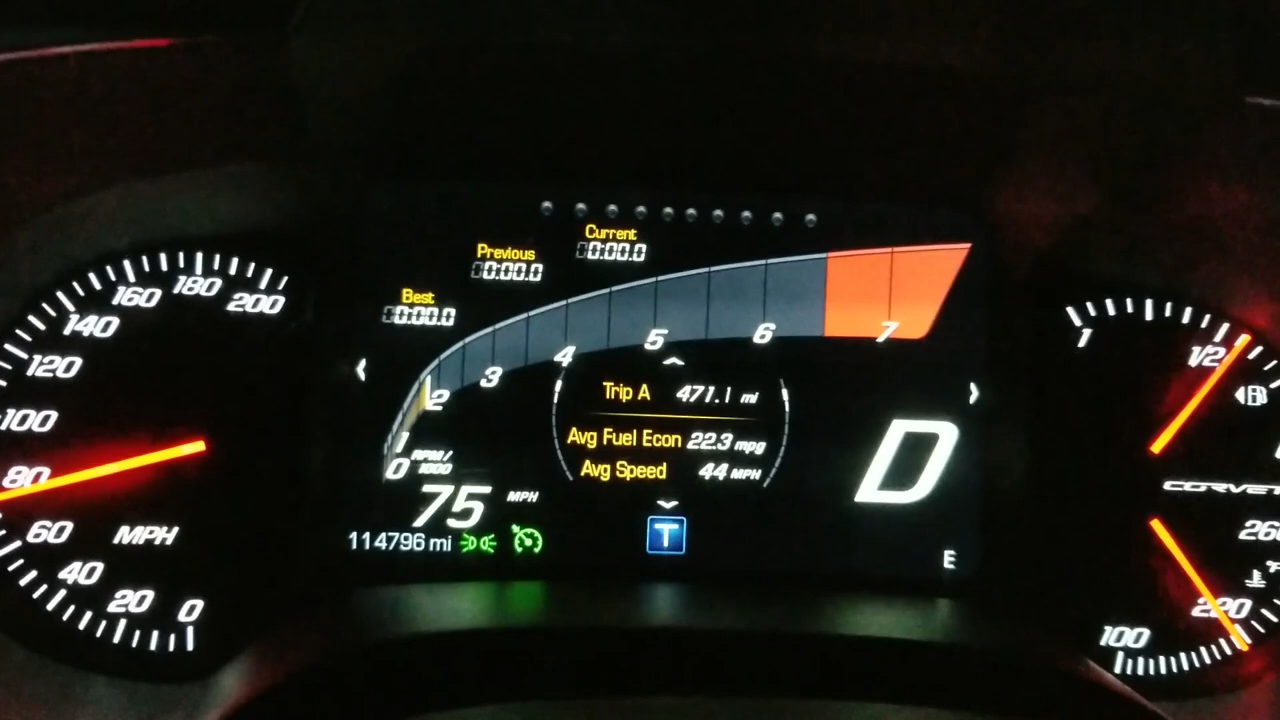 200
180
160
140
120
100
80
60
40
20
0
MPH
Best
Previous
Current
0:00.0
0:00.0
0:00.0
0
1
2
3
4
5
6
7
RPM/
1000
Trip A 471.1 mi
Avg Fuel Econ 22.3 mpg
Avg Speed 44 MPH
75 MPH
114796 mi
T
D
E
1
1/2
220
100